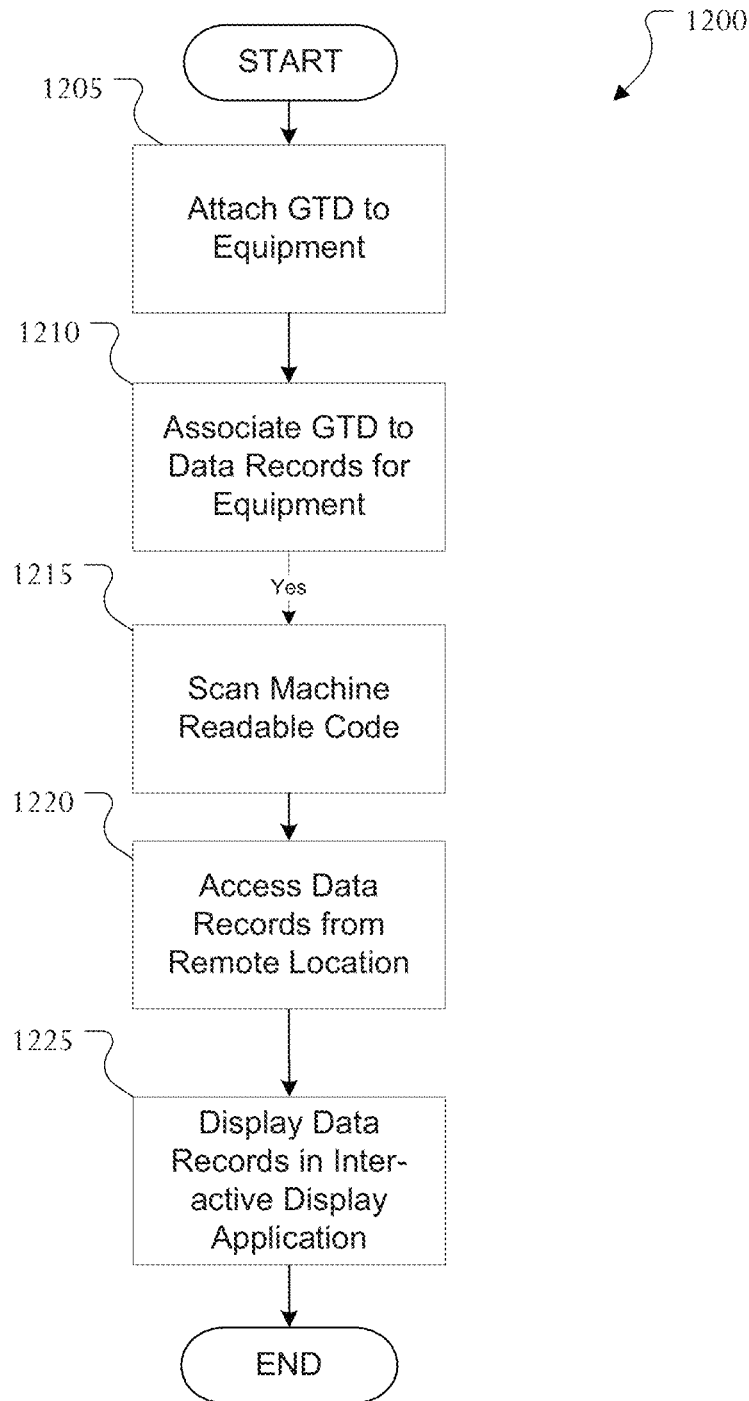 1200
START
1205
Attach GTD to
Equipment
1210
Associate GTD to
Data Records for
Equipment
1215
Yes
Scan Machine
Readable Code
1220
Access Data
Records from
Remote Location
1225
Display Data
Records in Inter-
active Display
Application
END